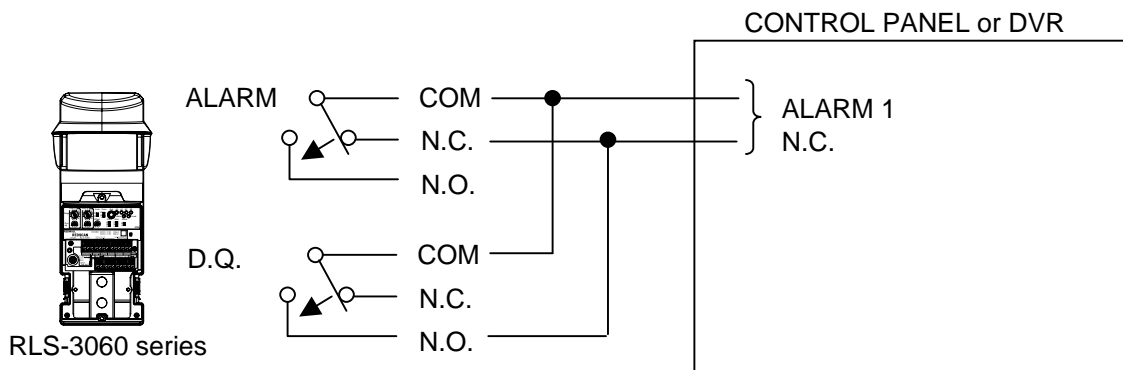 CONTROL PANEL or DVR
ALARM
COM
N.C.
N.O.
ALARM 1
N.C.
D.Q.
COM
N.C.
N.O.
RLS-3060 series